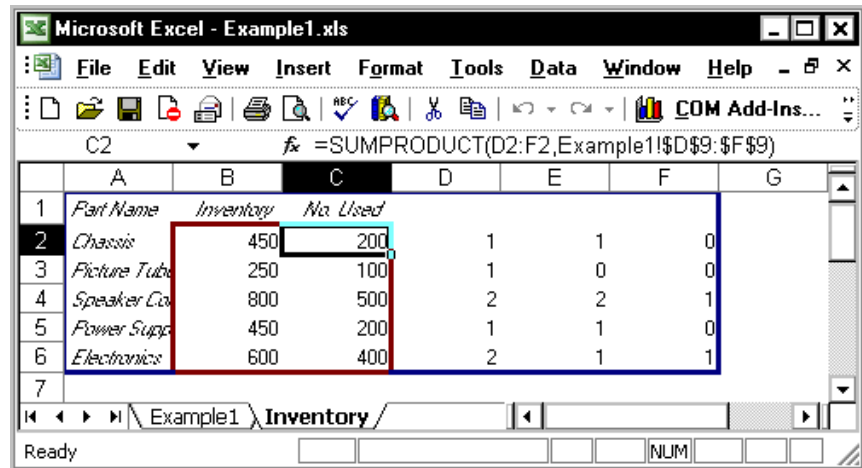 Microsoft Excel - Example1.xls
File Edit View Insert Format Tools Data Window Help
ABC COM Add-Ins...
C2 fx =SUMPRODUCT(D2:F2,Example1!$D$9:$F$9)
A B C D E F G
1 Part Name Inventory No. Used
2 Chassis 450 200 1 1 0
3 Picture Tube 250 100 1 0 0
4 Speaker Co 800 500 2 2 1
5 Power Supp 450 200 1 1 0
6 Electronics 600 400 2 1 1
7
Example1 Inventory
Ready NUM